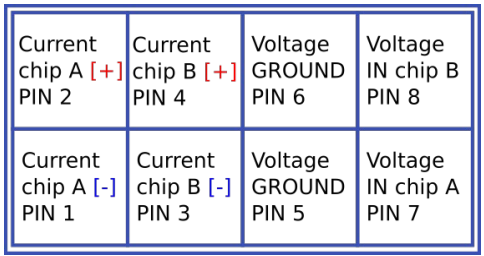 Current
chip A [+]
PIN 2
Current
chip B [+]
PIN 4
Voltage
GROUND
PIN 6
Voltage
IN chip B
PIN 8
Current
chip A [-]
PIN 1
Current
chip B [-]
PIN 3
Voltage
GROUND
PIN 5
Voltage
IN chip A
PIN 7